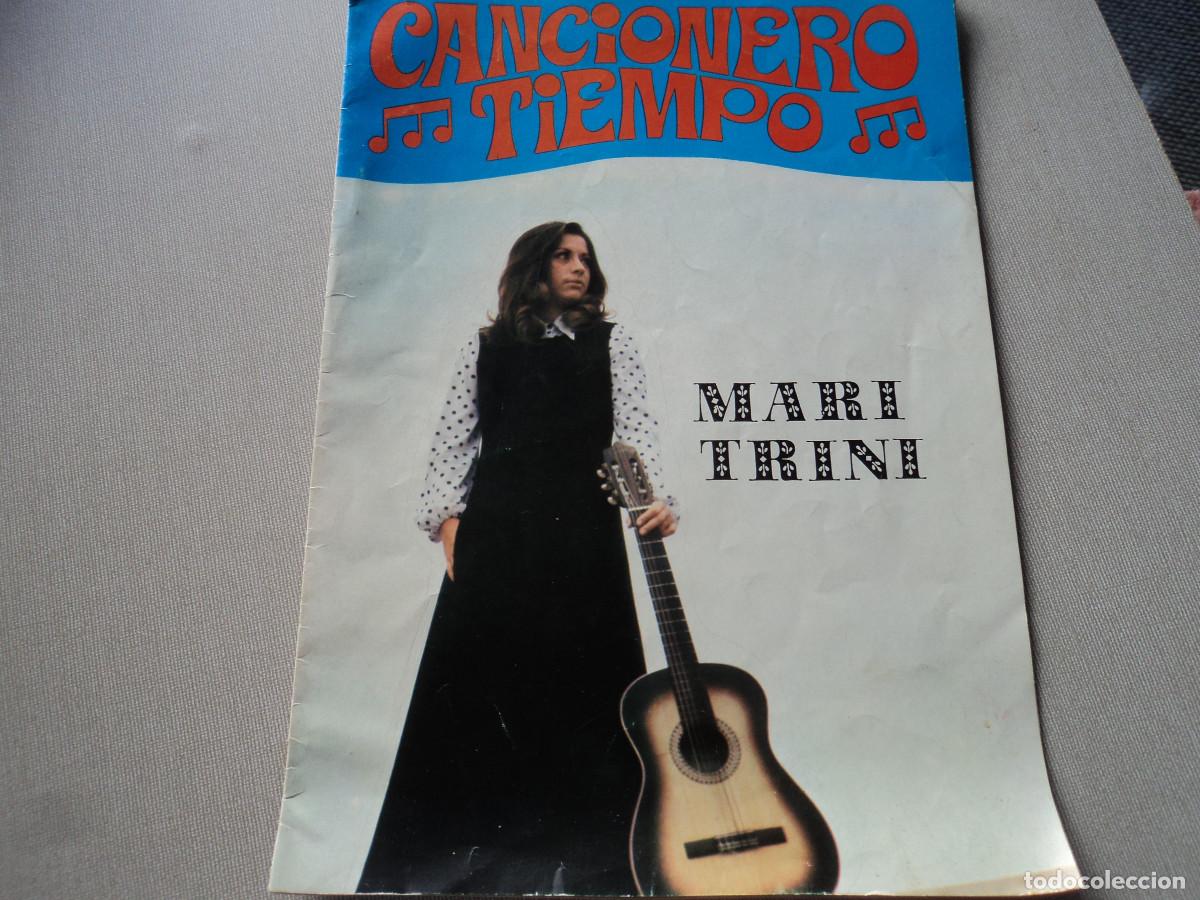 CANCiONERO
TiEMPO
MARI
TRINI
todocoleccion